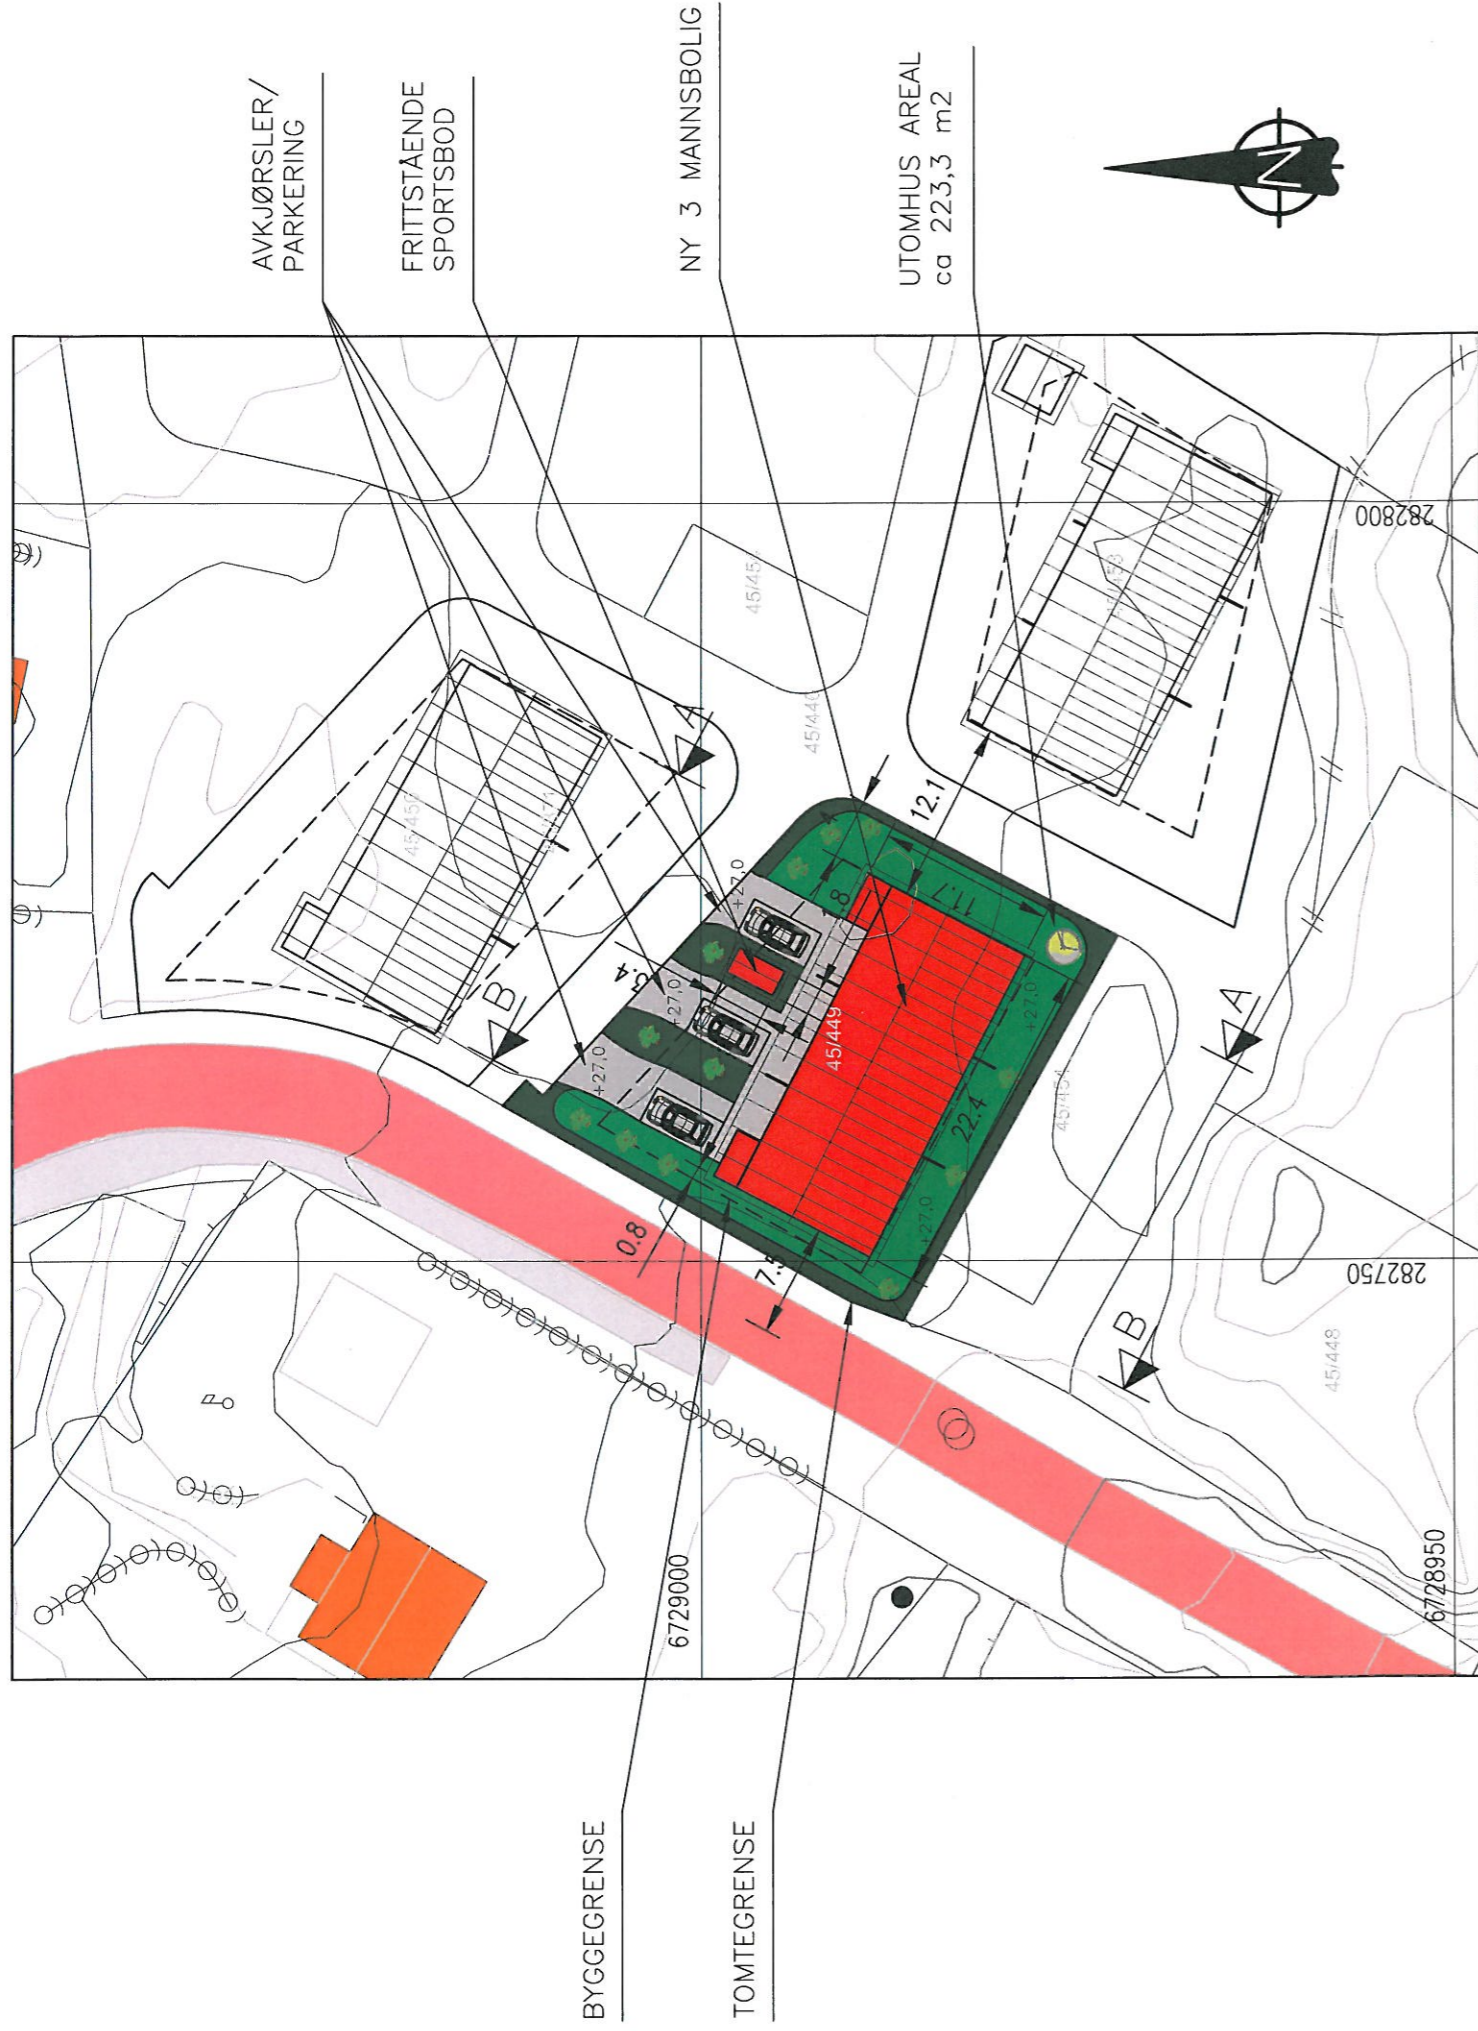 AVKJØRSLER/
PARKERING
FRITTSTÅENDE
SPORTSBOD
NY 3 MANNSBOLIG
UTOMHUS AREAL
ca 223,3 m2
N
BYGGEGRENSE
TOMTEGRENSE
6729000
6728950
282800
282750
45/440
45/449
45/448
A
A
B
B
+27,0
+27,0
+27,0
+27,0
+27,0
12.1
11.7
22.4
0.8